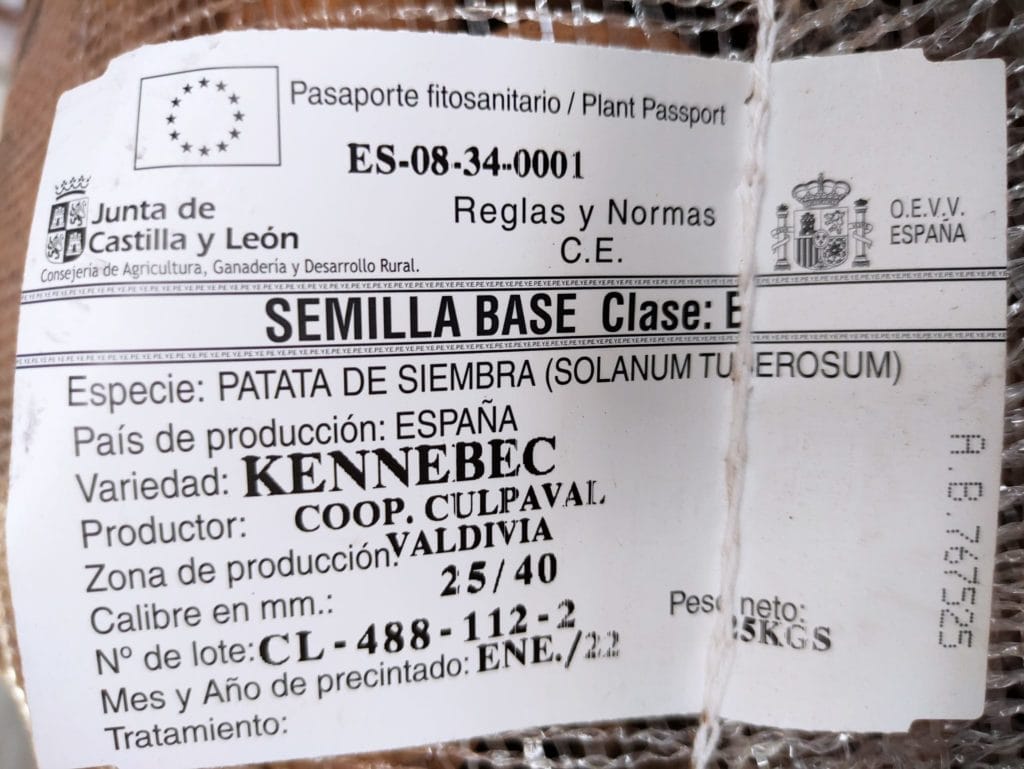 Pasaporte fitosanitario / Plant Passport
ES-08-34-0001
Junta de
Castilla y León
Consejería de Agricultura, Ganadería y Desarrollo Rural.
Reglas y Normas
C.E.
O.E.V.V.
ESPAÑA
SEMILLA BASE Clase: E
Especie: PATATA DE SIEMBRA (SOLANUM TUBEROSUM)
País de producción: ESPAÑA
Variedad: KENNEBEC
Productor: COOP. CULPAVAL
Zona de producción: VALDIVIA
Calibre en mm.: 25/40
Nº de lote: CL-488-112-2
Peso neto:
25KGS
Mes y Año de precintado: ENE./22
Tratamiento:
A.B.767525